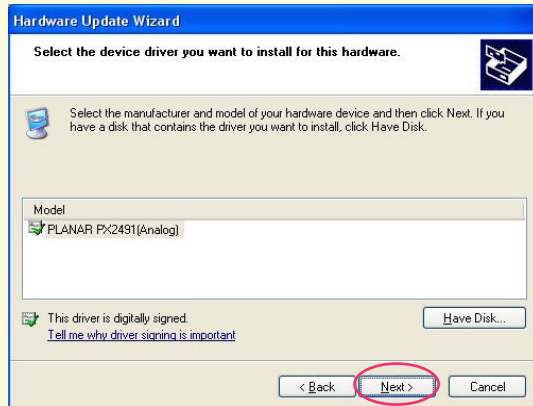 Hardware Update Wizard
Select the device driver you want to install for this hardware.
Select the manufacturer and model of your hardware device and then click Next. If you
have a disk that contains the driver you want to install, click Have Disk.
Model
PLANAR PX2491(Analog)
This driver is digitally signed.
Tell me why driver signing is important
Have Disk...
< Back
Next >
Cancel